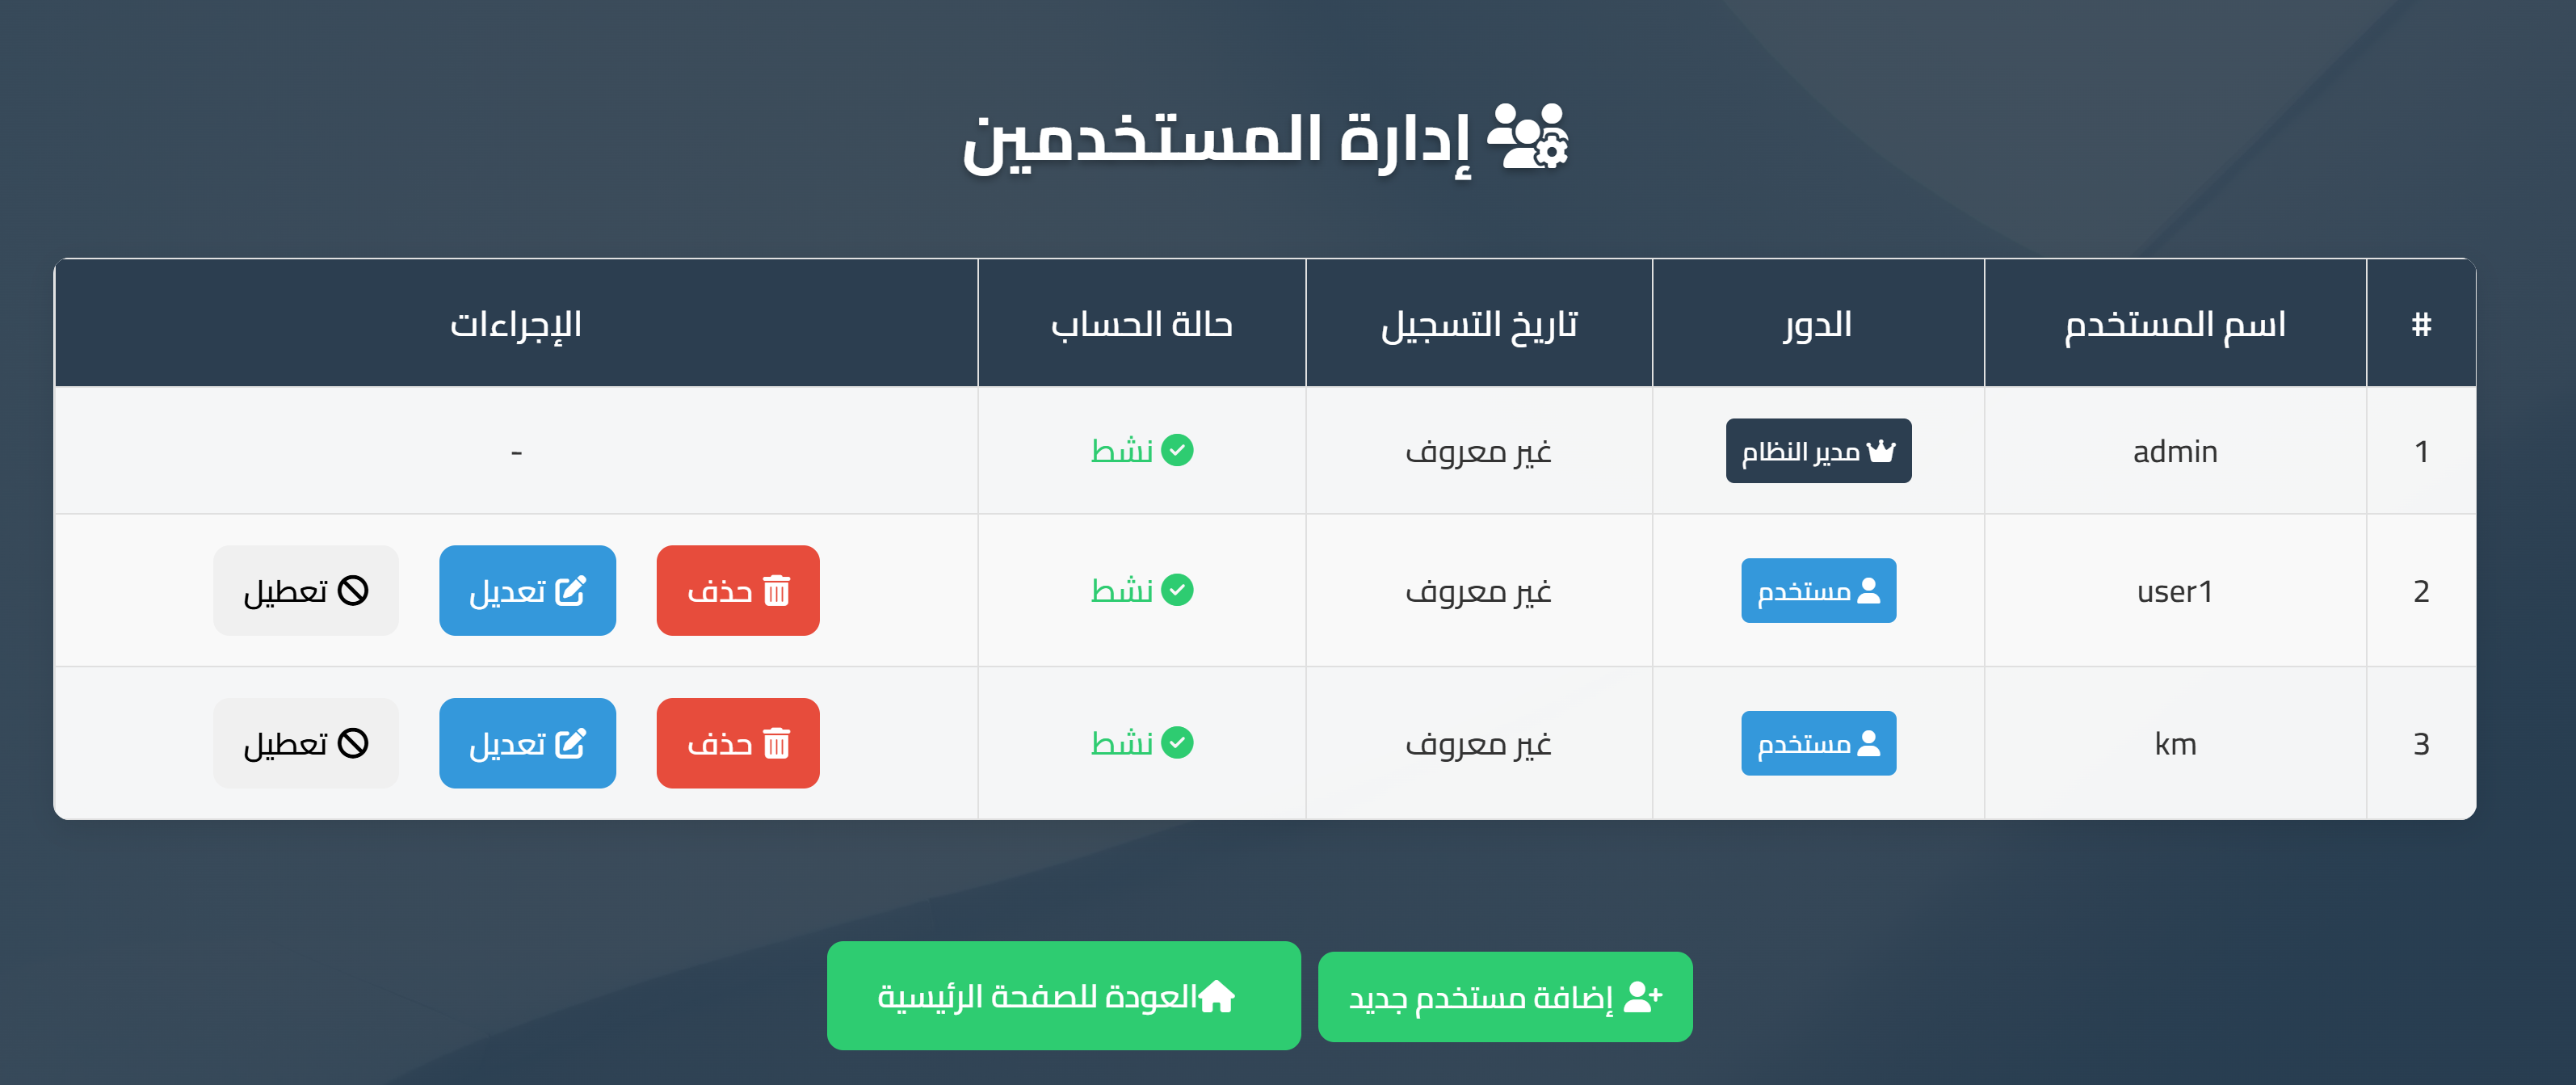 إدارة المستخدمين
# اسم المستخدم الدور تاريخ التسجيل حالة الحساب الإجراءات
1 admin مدير النظام غير معروف نشط -
2 user1 مستخدم غير معروف نشط حذف تعديل تعطيل
3 km مستخدم غير معروف نشط حذف تعديل تعطيل
إضافة مستخدم جديد العودة للصفحة الرئيسية